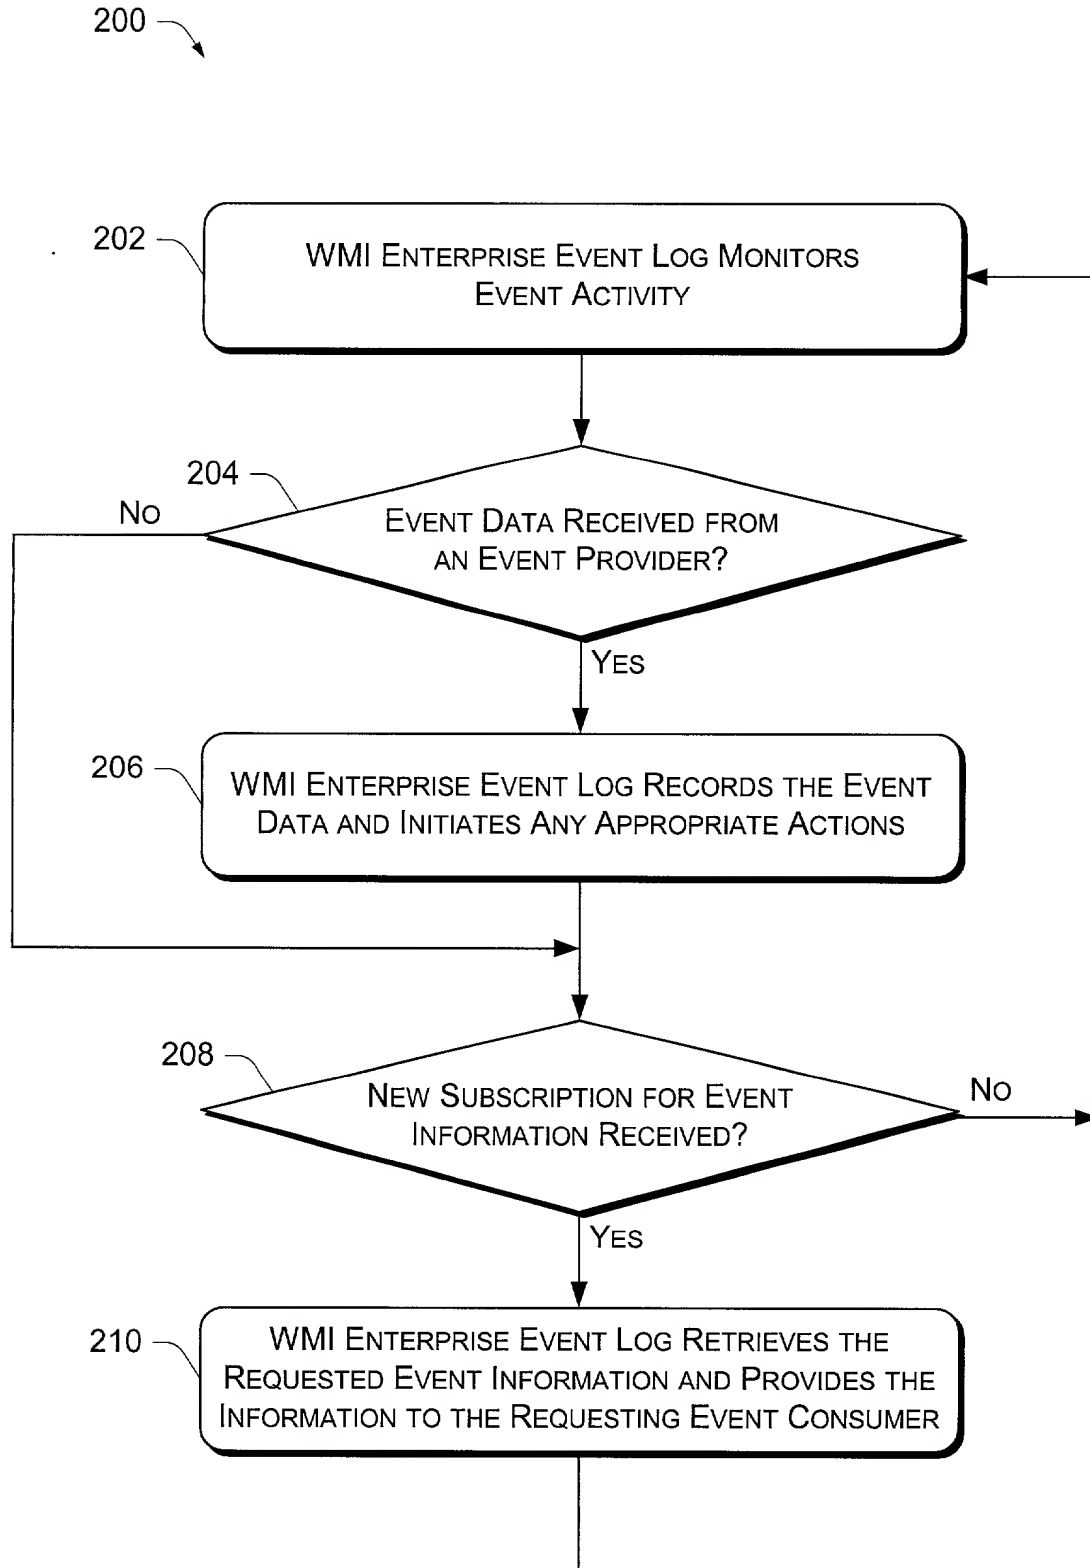 200
202
WMI ENTERPRISE EVENT LOG MONITORS
EVENT ACTIVITY
204
NO
EVENT DATA RECEIVED FROM
AN EVENT PROVIDER?
YES
206
WMI ENTERPRISE EVENT LOG RECORDS THE EVENT
DATA AND INITIATES ANY APPROPRIATE ACTIONS
208
NEW SUBSCRIPTION FOR EVENT
INFORMATION RECEIVED?
NO
YES
210
WMI ENTERPRISE EVENT LOG RETRIEVES THE
REQUESTED EVENT INFORMATION AND PROVIDES THE
INFORMATION TO THE REQUESTING EVENT CONSUMER